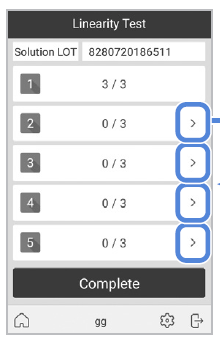 Linearity Test
Solution LOT 8280720186511
1 3 / 3
2 0 / 3 >
3 0 / 3 >
4 0 / 3 >
5 0 / 3 >
Complete
gg